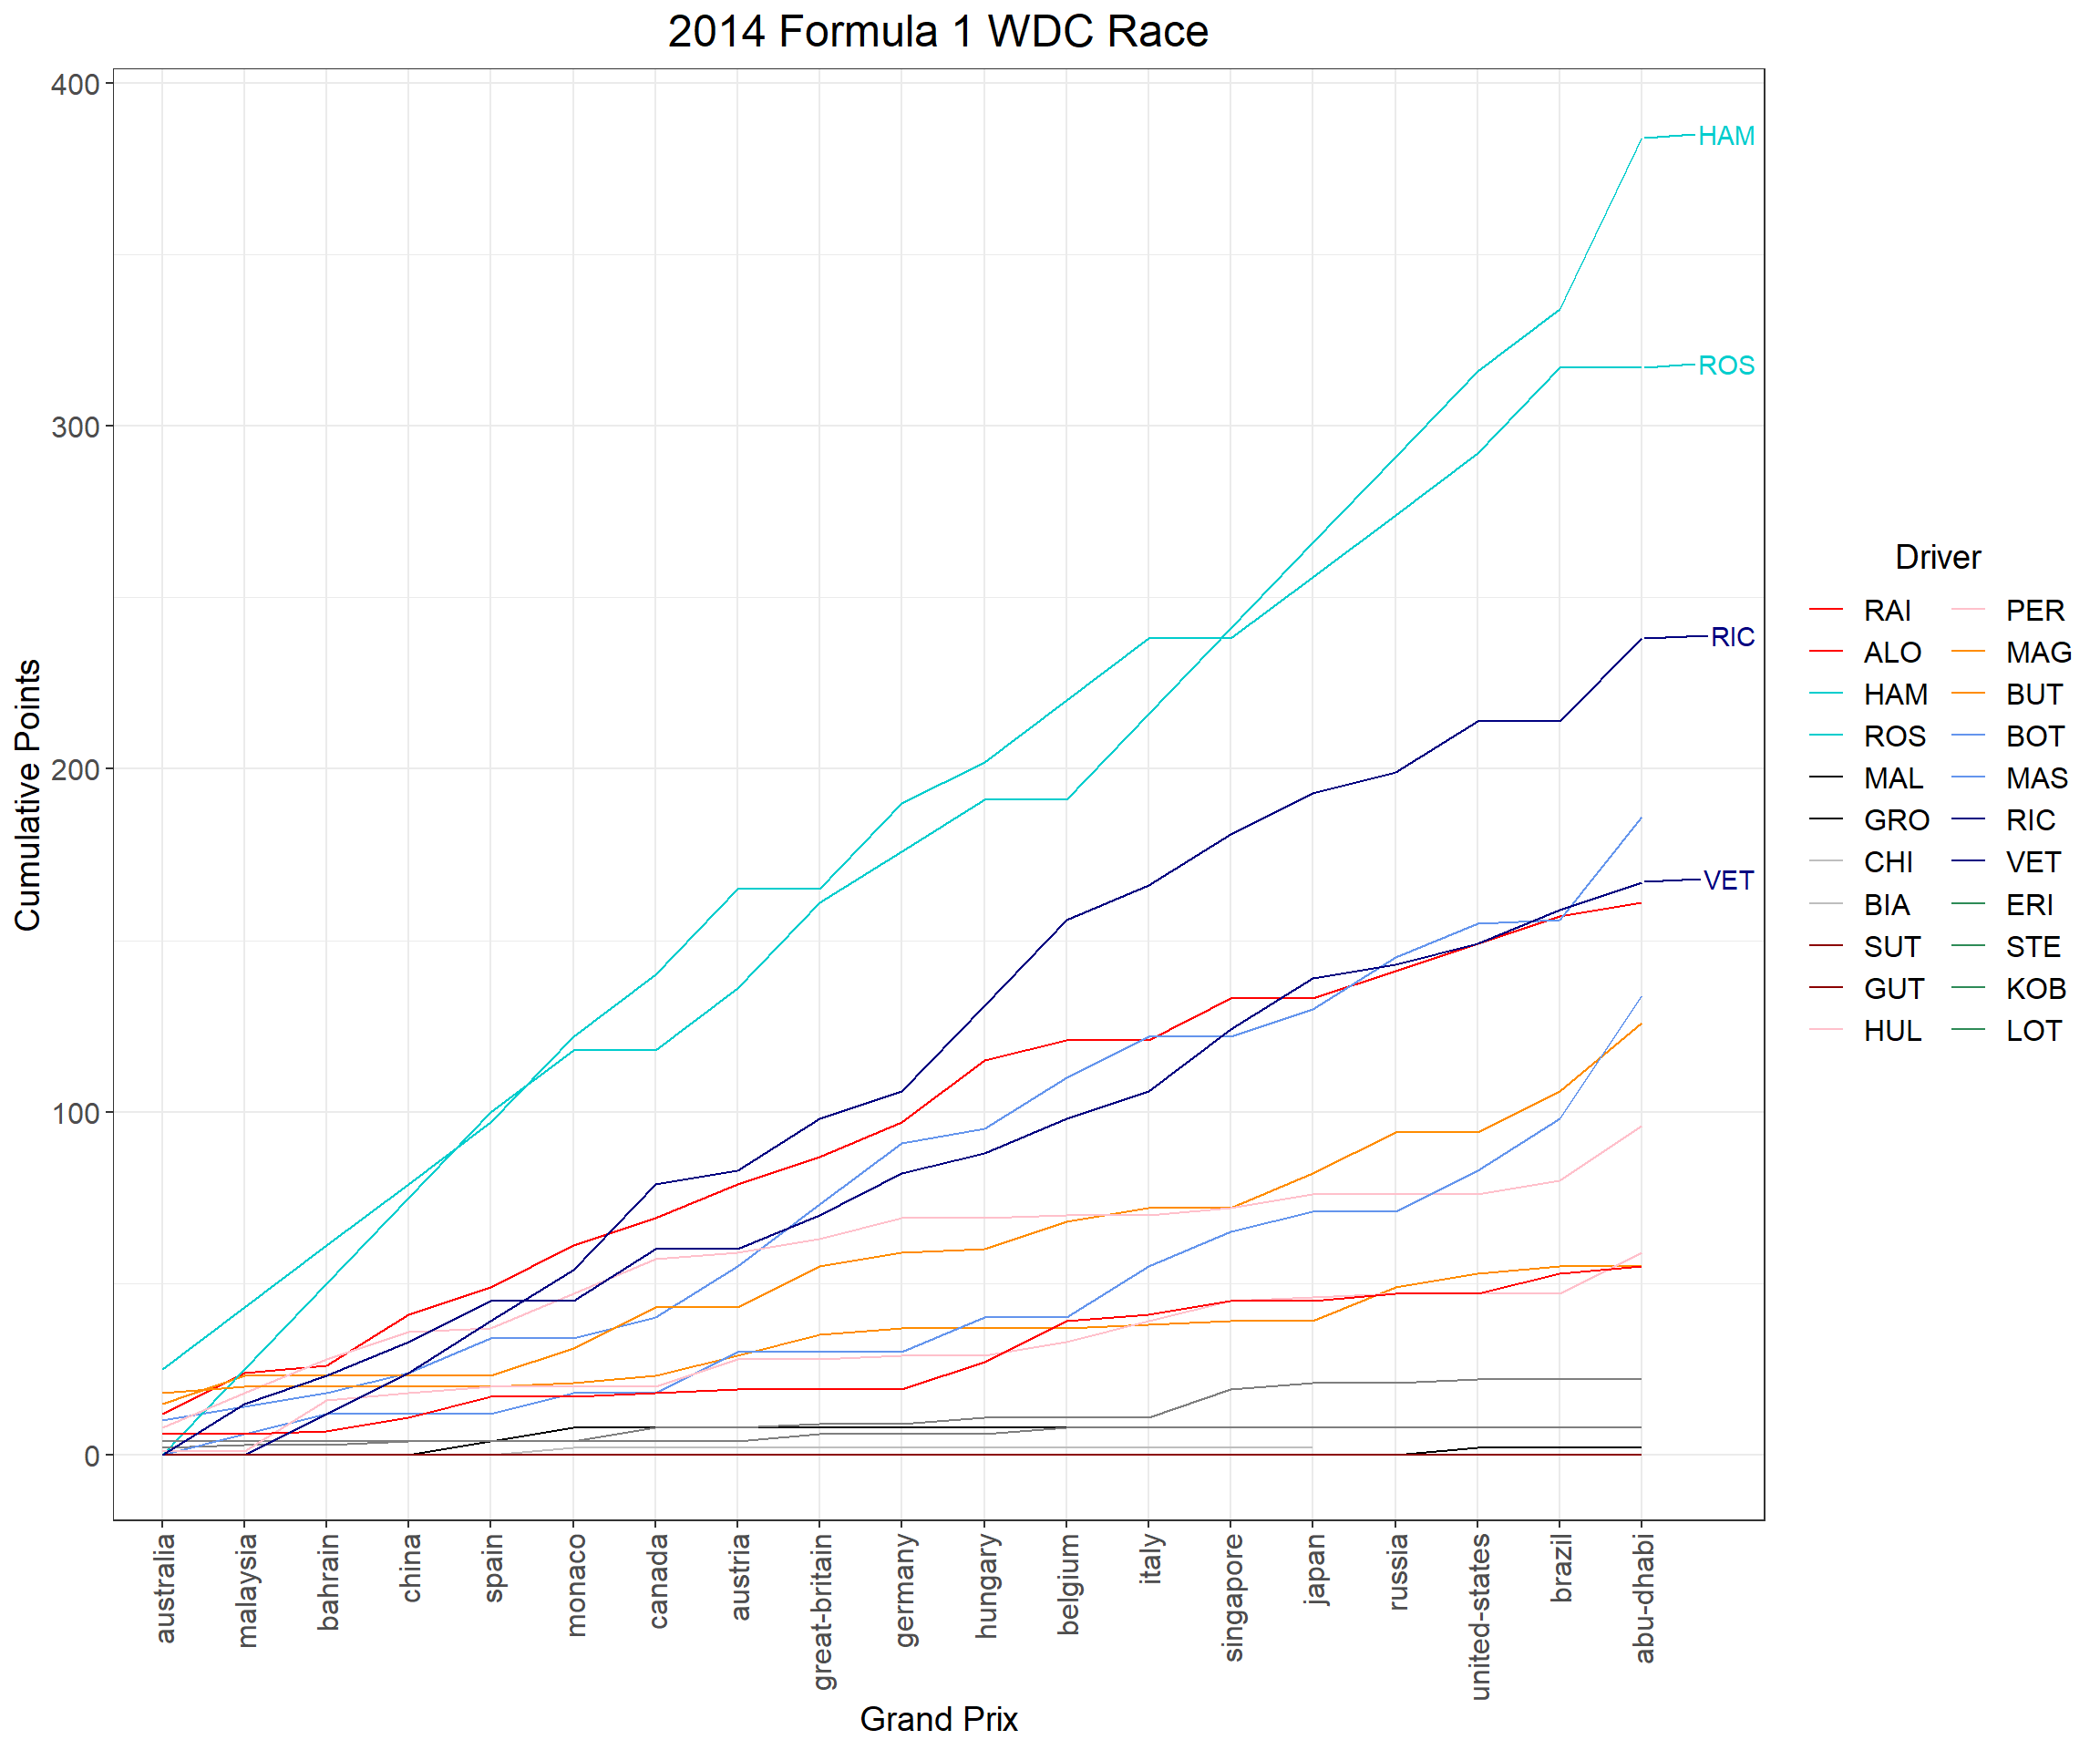 2014 Formula 1 WDC Race
Cumulative Points
400
300
200
100
0
HAM
ROS
RIC
VET
australia
malaysia
bahrain
china
spain
monaco
canada
austria
great-britain
germany
hungary
belgium
italy
singapore
japan
russia
united-states
brazil
abu-dhabi
Grand Prix
Driver
RAI PER
ALO MAG
HAM BUT
ROS BOT
MAL MAS
GRO RIC
CHI VET
BIA ERI
SUT STE
GUT KOB
HUL LOT